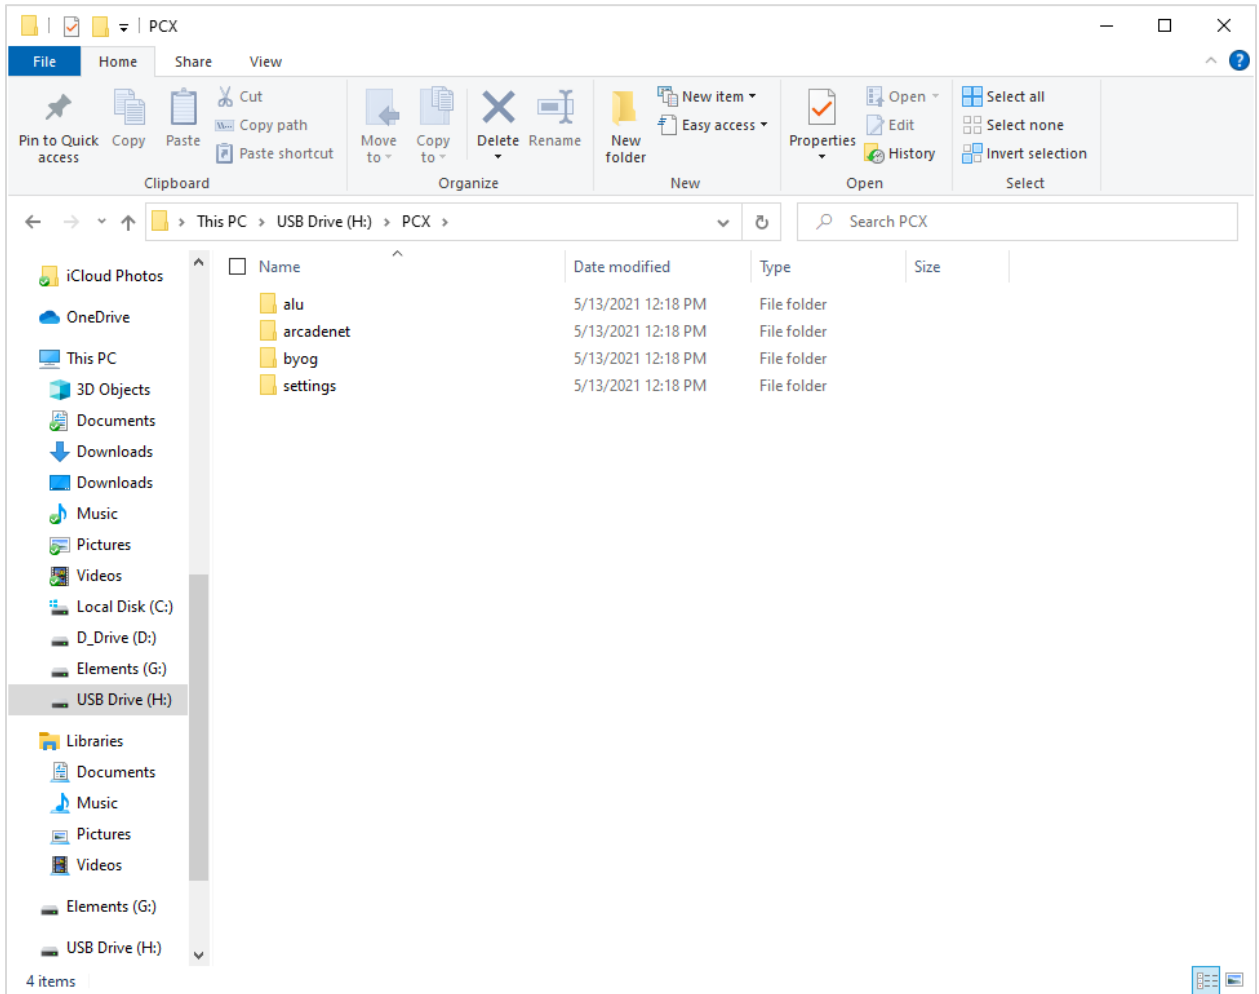 PCX
File Home Share View
Pin to Quick access
Copy
Paste
Cut
Copy path
Paste shortcut
Clipboard
Move to
Copy to
Delete
Rename
Organize
New folder
New item
Easy access
New
Properties
Open
Edit
History
Open
Select all
Select none
Invert selection
Select
This PC > USB Drive (H:) > PCX >
Search PCX
iCloud Photos
OneDrive
This PC
3D Objects
Documents
Downloads
Downloads
Music
Pictures
Videos
Local Disk (C:)
D_Drive (D:)
Elements (G:)
USB Drive (H:)
Libraries
Documents
Music
Pictures
Videos
Elements (G:)
USB Drive (H:)
Name Date modified Type Size
alu 5/13/2021 12:18 PM File folder
arcadenet 5/13/2021 12:18 PM File folder
byog 5/13/2021 12:18 PM File folder
settings 5/13/2021 12:18 PM File folder
4 items